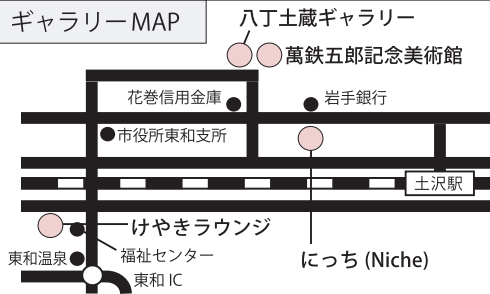 ギャラリー MAP
八丁土蔵ギャラリー
萬鉄五郎記念美術館
花巻信用金庫
岩手銀行
市役所東和支所
土沢駅
けやきラウンジ
福祉センター
東和温泉
東和 IC
にっち (Niche)